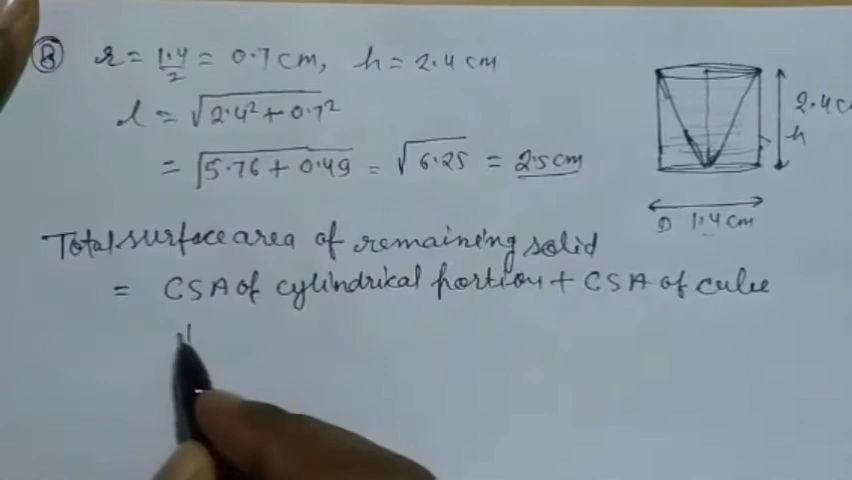 8 r = 1.4/2 = 0.7 cm, h = 2.4 cm
l = √2.4² + 0.7²
= √5.76 + 0.49 = √6.25 = 2.5 cm
2.4 c
h
D 1.4 cm
Total surface area of remaining solid
= CSA of cylindrikal portion + CSA of cube